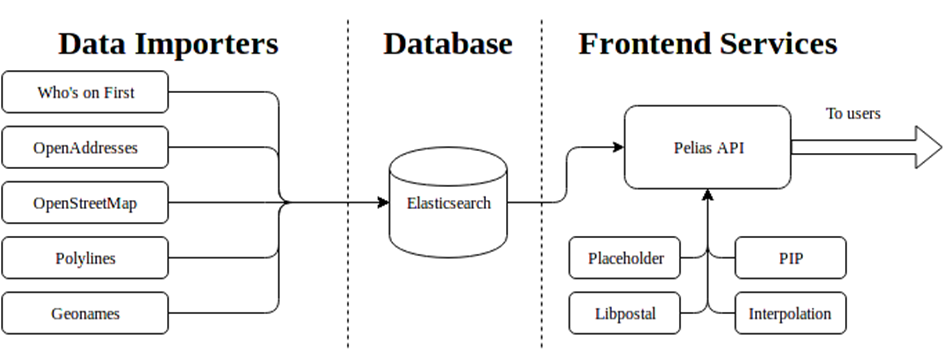 Data Importers
Database
Frontend Services
Who's on First
OpenAddresses
OpenStreetMap
Polylines
Geonames
Elasticsearch
Pelias API
To users
Placeholder
PIP
Libpostal
Interpolation